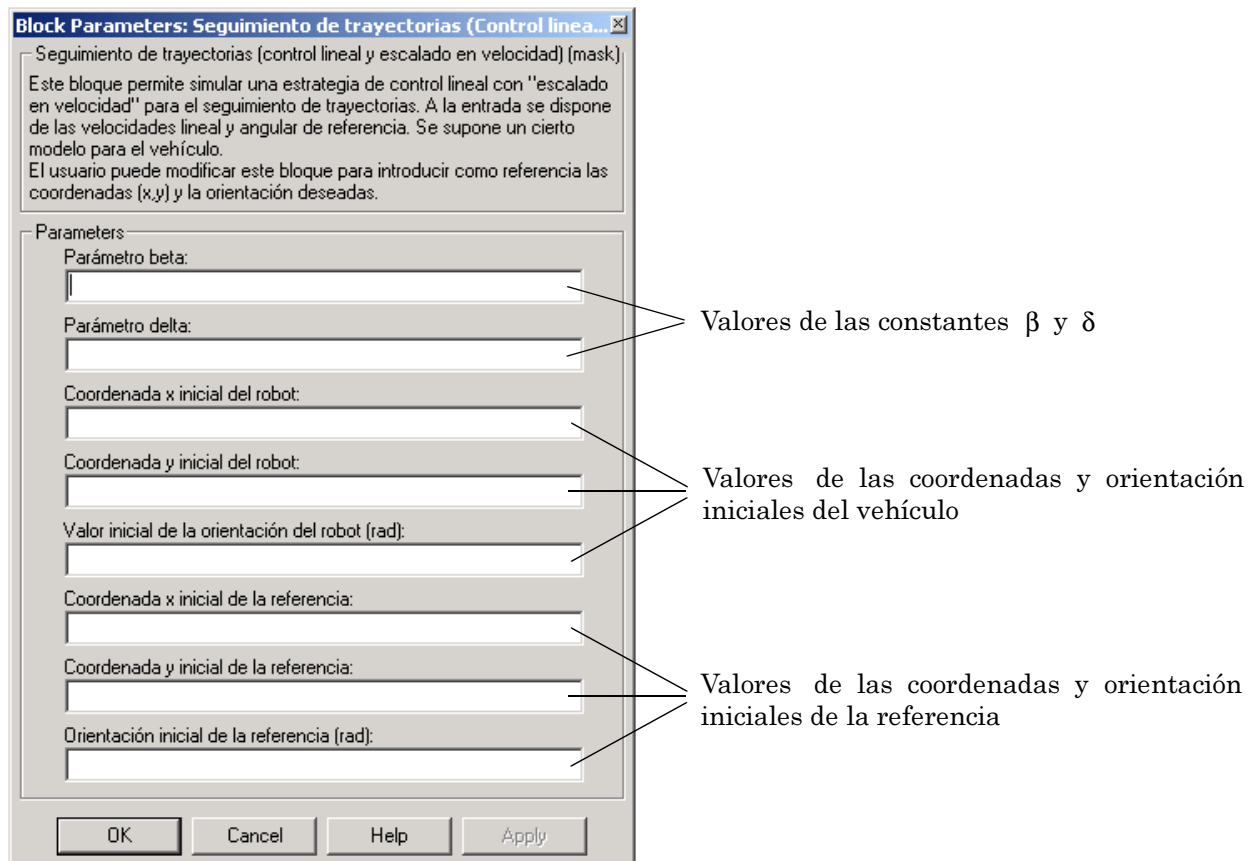 Block Parameters: Seguimiento de trayectorias (Control linea...
Seguimiento de trayectorias (control lineal y escalado en velocidad) (mask)
Este bloque permite simular una estrategia de control lineal con "escalado
en velocidad" para el seguimiento de trayectorias. A la entrada se dispone
de las velocidades lineal y angular de referencia. Se supone un cierto
modelo para el vehículo.
El usuario puede modificar este bloque para introducir como referencia las
coordenadas (x,y) y la orientación deseadas.
Parameters
Parámetro beta:
Parámetro delta:
Valores de las constantes β y δ
Coordenada x inicial del robot:
Coordenada y inicial del robot:
Valor inicial de la orientación del robot (rad):
Valores de las coordenadas y orientación
iniciales del vehículo
Coordenada x inicial de la referencia:
Coordenada y inicial de la referencia:
Orientación inicial de la referencia (rad):
Valores de las coordenadas y orientación
iniciales de la referencia
OK
Cancel
Help
Apply